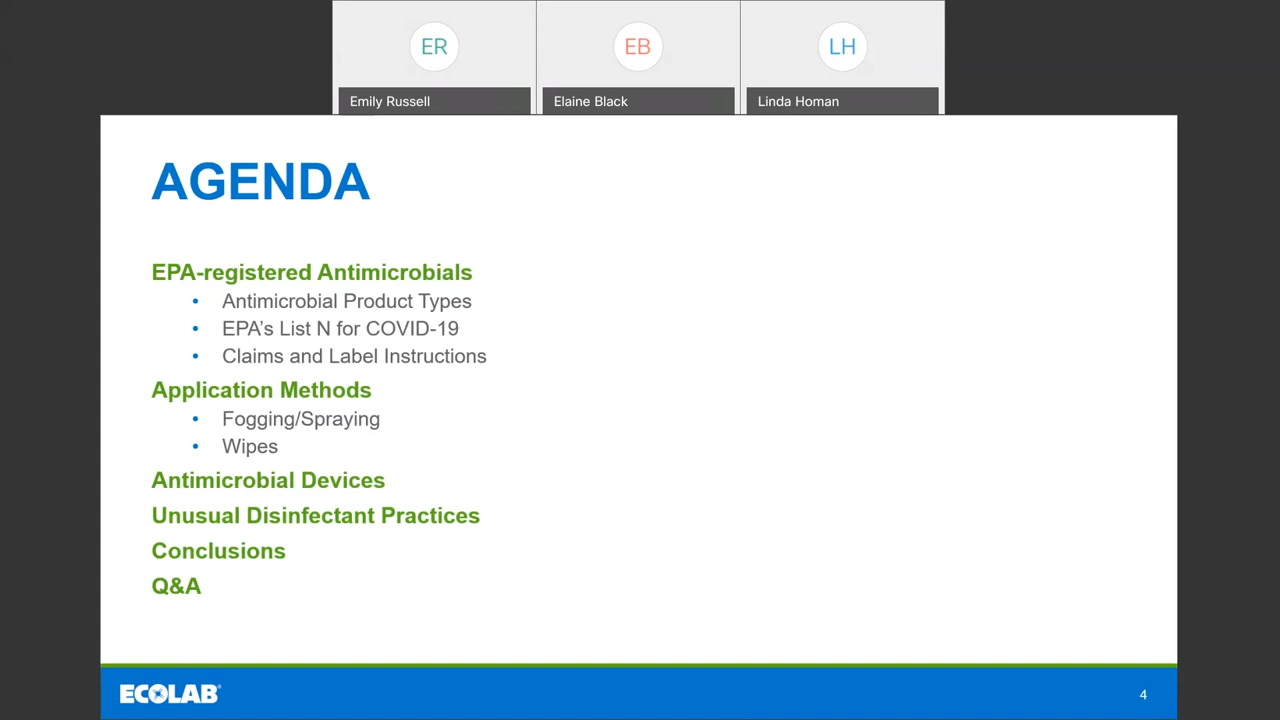 ER
EB
LH
Emily Russell
Elaine Black
Linda Homan
AGENDA
EPA-registered Antimicrobials
• Antimicrobial Product Types
• EPA's List N for COVID-19
• Claims and Label Instructions
Application Methods
• Fogging/Spraying
• Wipes
Antimicrobial Devices
Unusual Disinfectant Practices
Conclusions
Q&A
ECOLAB®
4